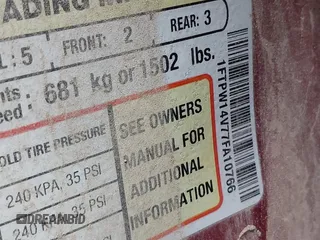 ADING
: 5
FRONT: 2
REAR: 3
nts:
eed:
681 kg or 1502 lbs.
OLD TIRE PRESSURE
240 KPA, 35 PSI
240 KPA, 35 PSI
SEE OWNERS
MANUAL FOR
ADDITIONAL
INFORMATION
1FTPW14V77FA10766
DREAMBID